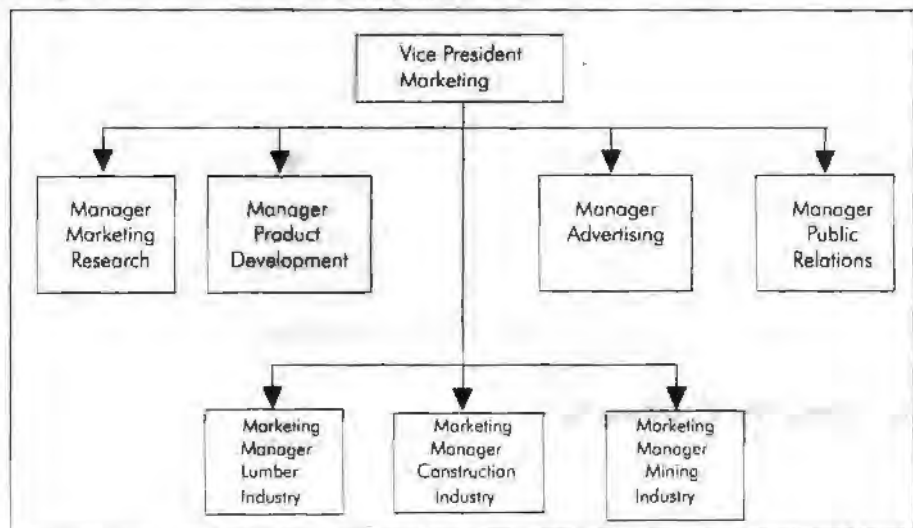 Vice President
Marketing
Manager
Marketing
Research
Manager
Product
Development
Manager
Advertising
Manager
Public
Relations
Marketing
Manager
Lumber
Industry
Marketing
Manager
Construction
Industry
Marketing
Manager
Mining
Industry